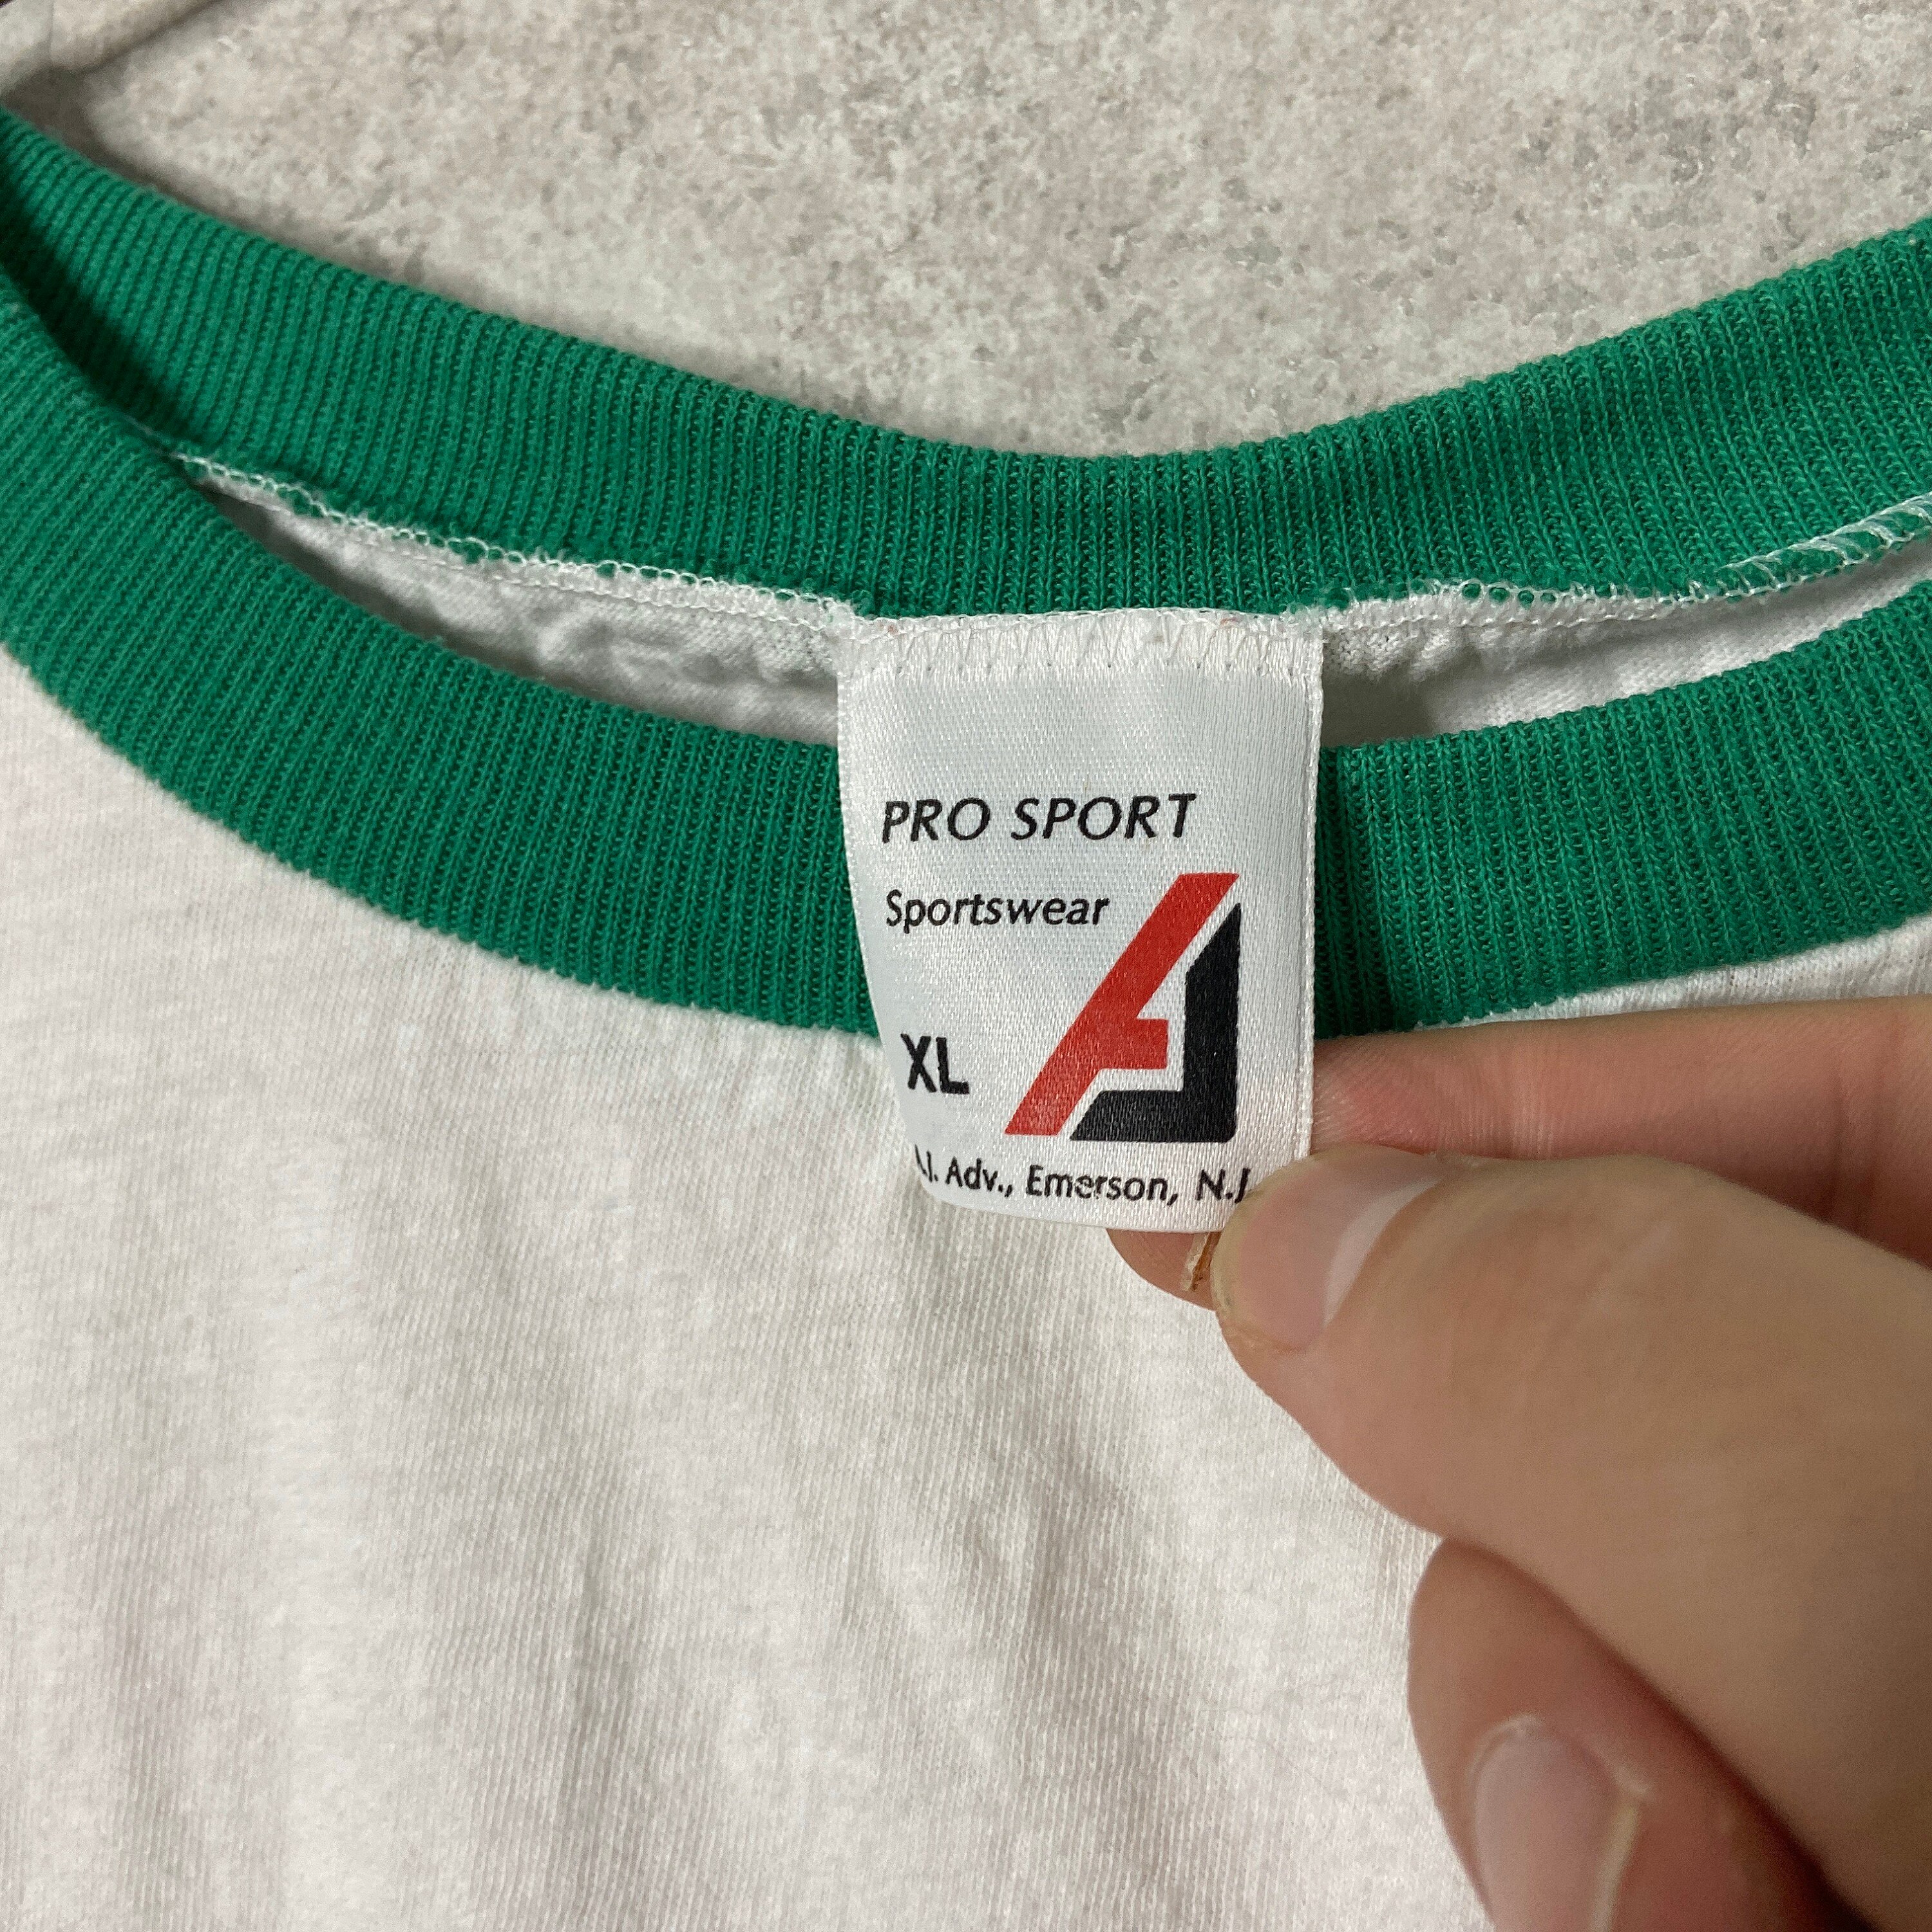 PRO SPORT
Sportswear
XL
Adv., Emerson, N.J